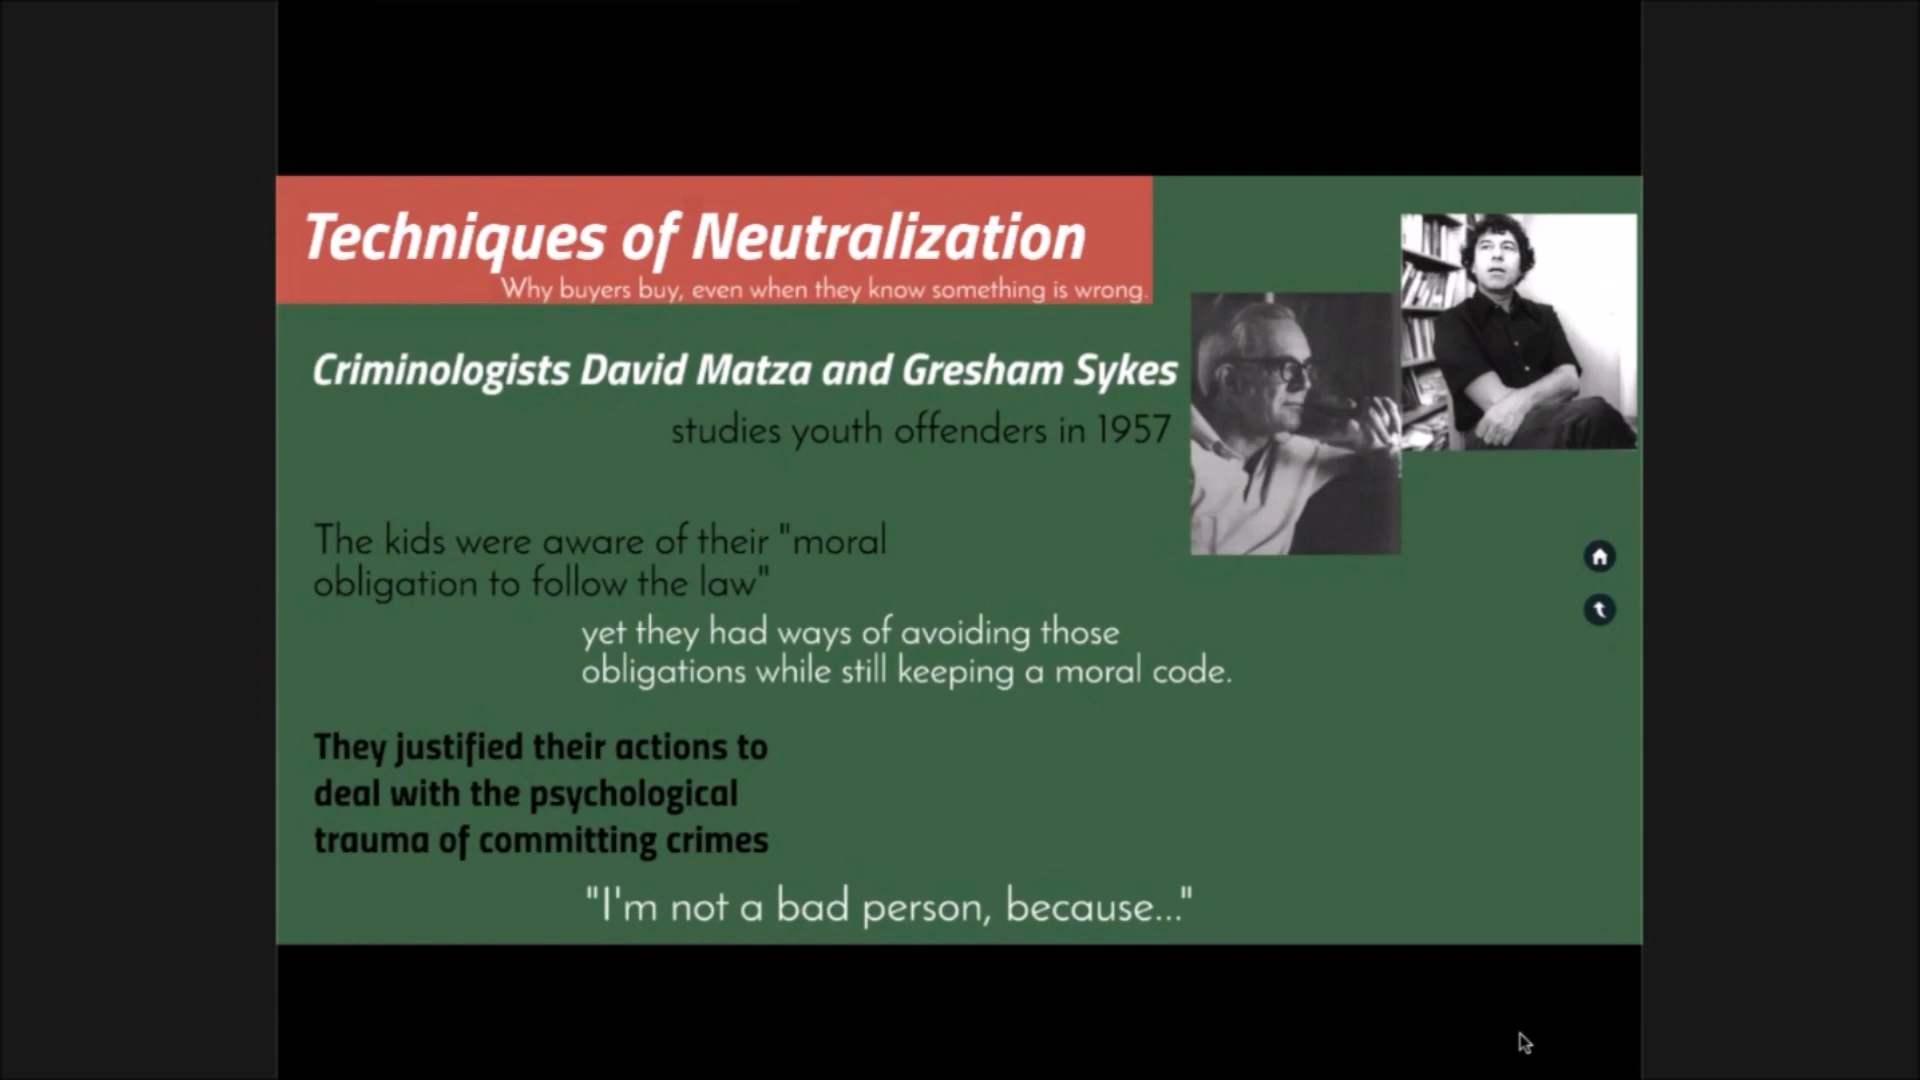 Techniques of Neutralization
Why buyers buy, even when they know something is wrong.
Criminologists David Matza and Gresham Sykes
studies youth offenders in 1957
The kids were aware of their "moral
obligation to follow the law"
yet they had ways of avoiding those
obligations while still keeping a moral code.
They justified their actions to
deal with the psychological
trauma of committing crimes
"I'm not a bad person, because..."